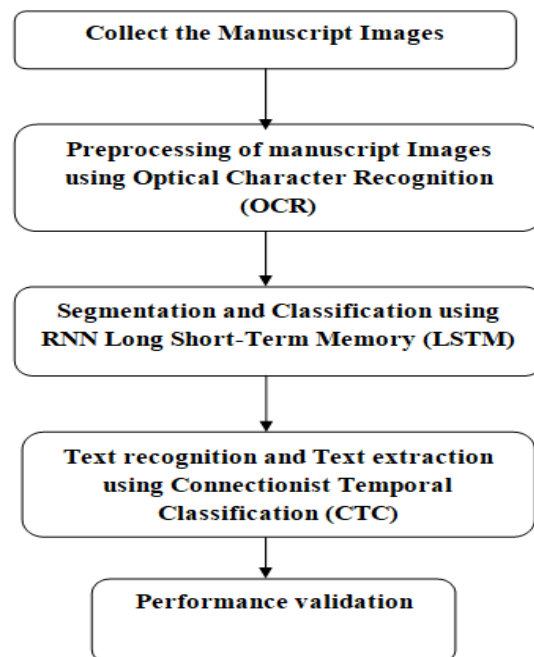 Collect the Manuscript Images
Preprocessing of manuscript Images
using Optical Character Recognition
(OCR)
Segmentation and Classification using
RNN Long Short-Term Memory (LSTM)
Text recognition and Text extraction
using Connectionist Temporal
Classification (CTC)
Performance validation